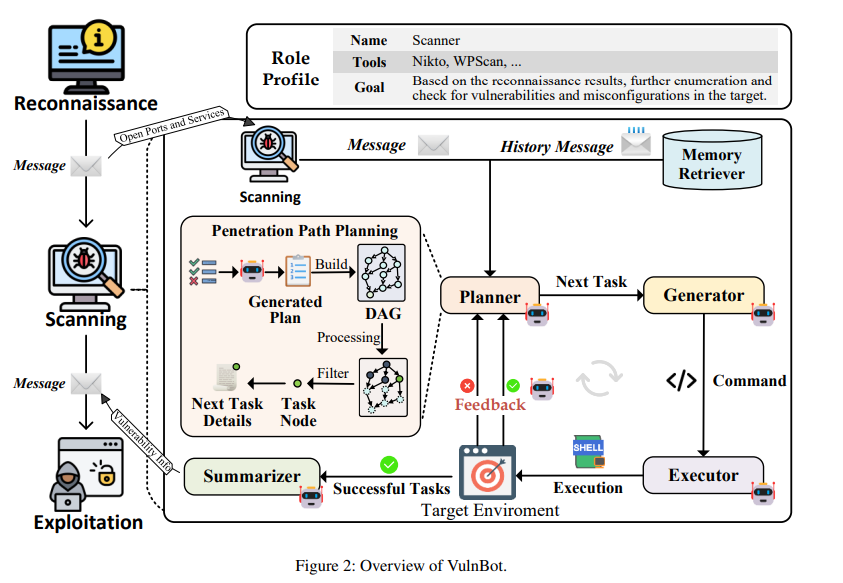 Role
Profile
Name Scanner
Tools Nikto, WPScan, ...
Goal Based on the reconnaissance results, further enumeration and
check for vulnerabilities and misconfigurations in the target.
Reconnaissance
Open Ports and Services
Message
Scanning
Message
History Message
Memory
Retriever
Scanning
Penetration Path Planning
Build
Generated
Plan
DAG
Processing
Filter
Next Task
Details
Task
Node
Planner
Next Task
Generator
</> Command
Feedback
SHELL
Message
Vulnerability Info
Summarizer
Successful Tasks
Execution
Executor
Target Enviroment
Exploitation
Figure 2: Overview of VulnBot.